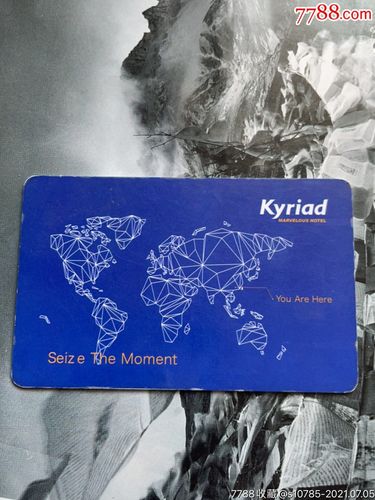 7788.com
Kyriad
MARVELOUS HOTEL
You Are Here
Seize The Moment
7788收藏@s10785-2021.07.05